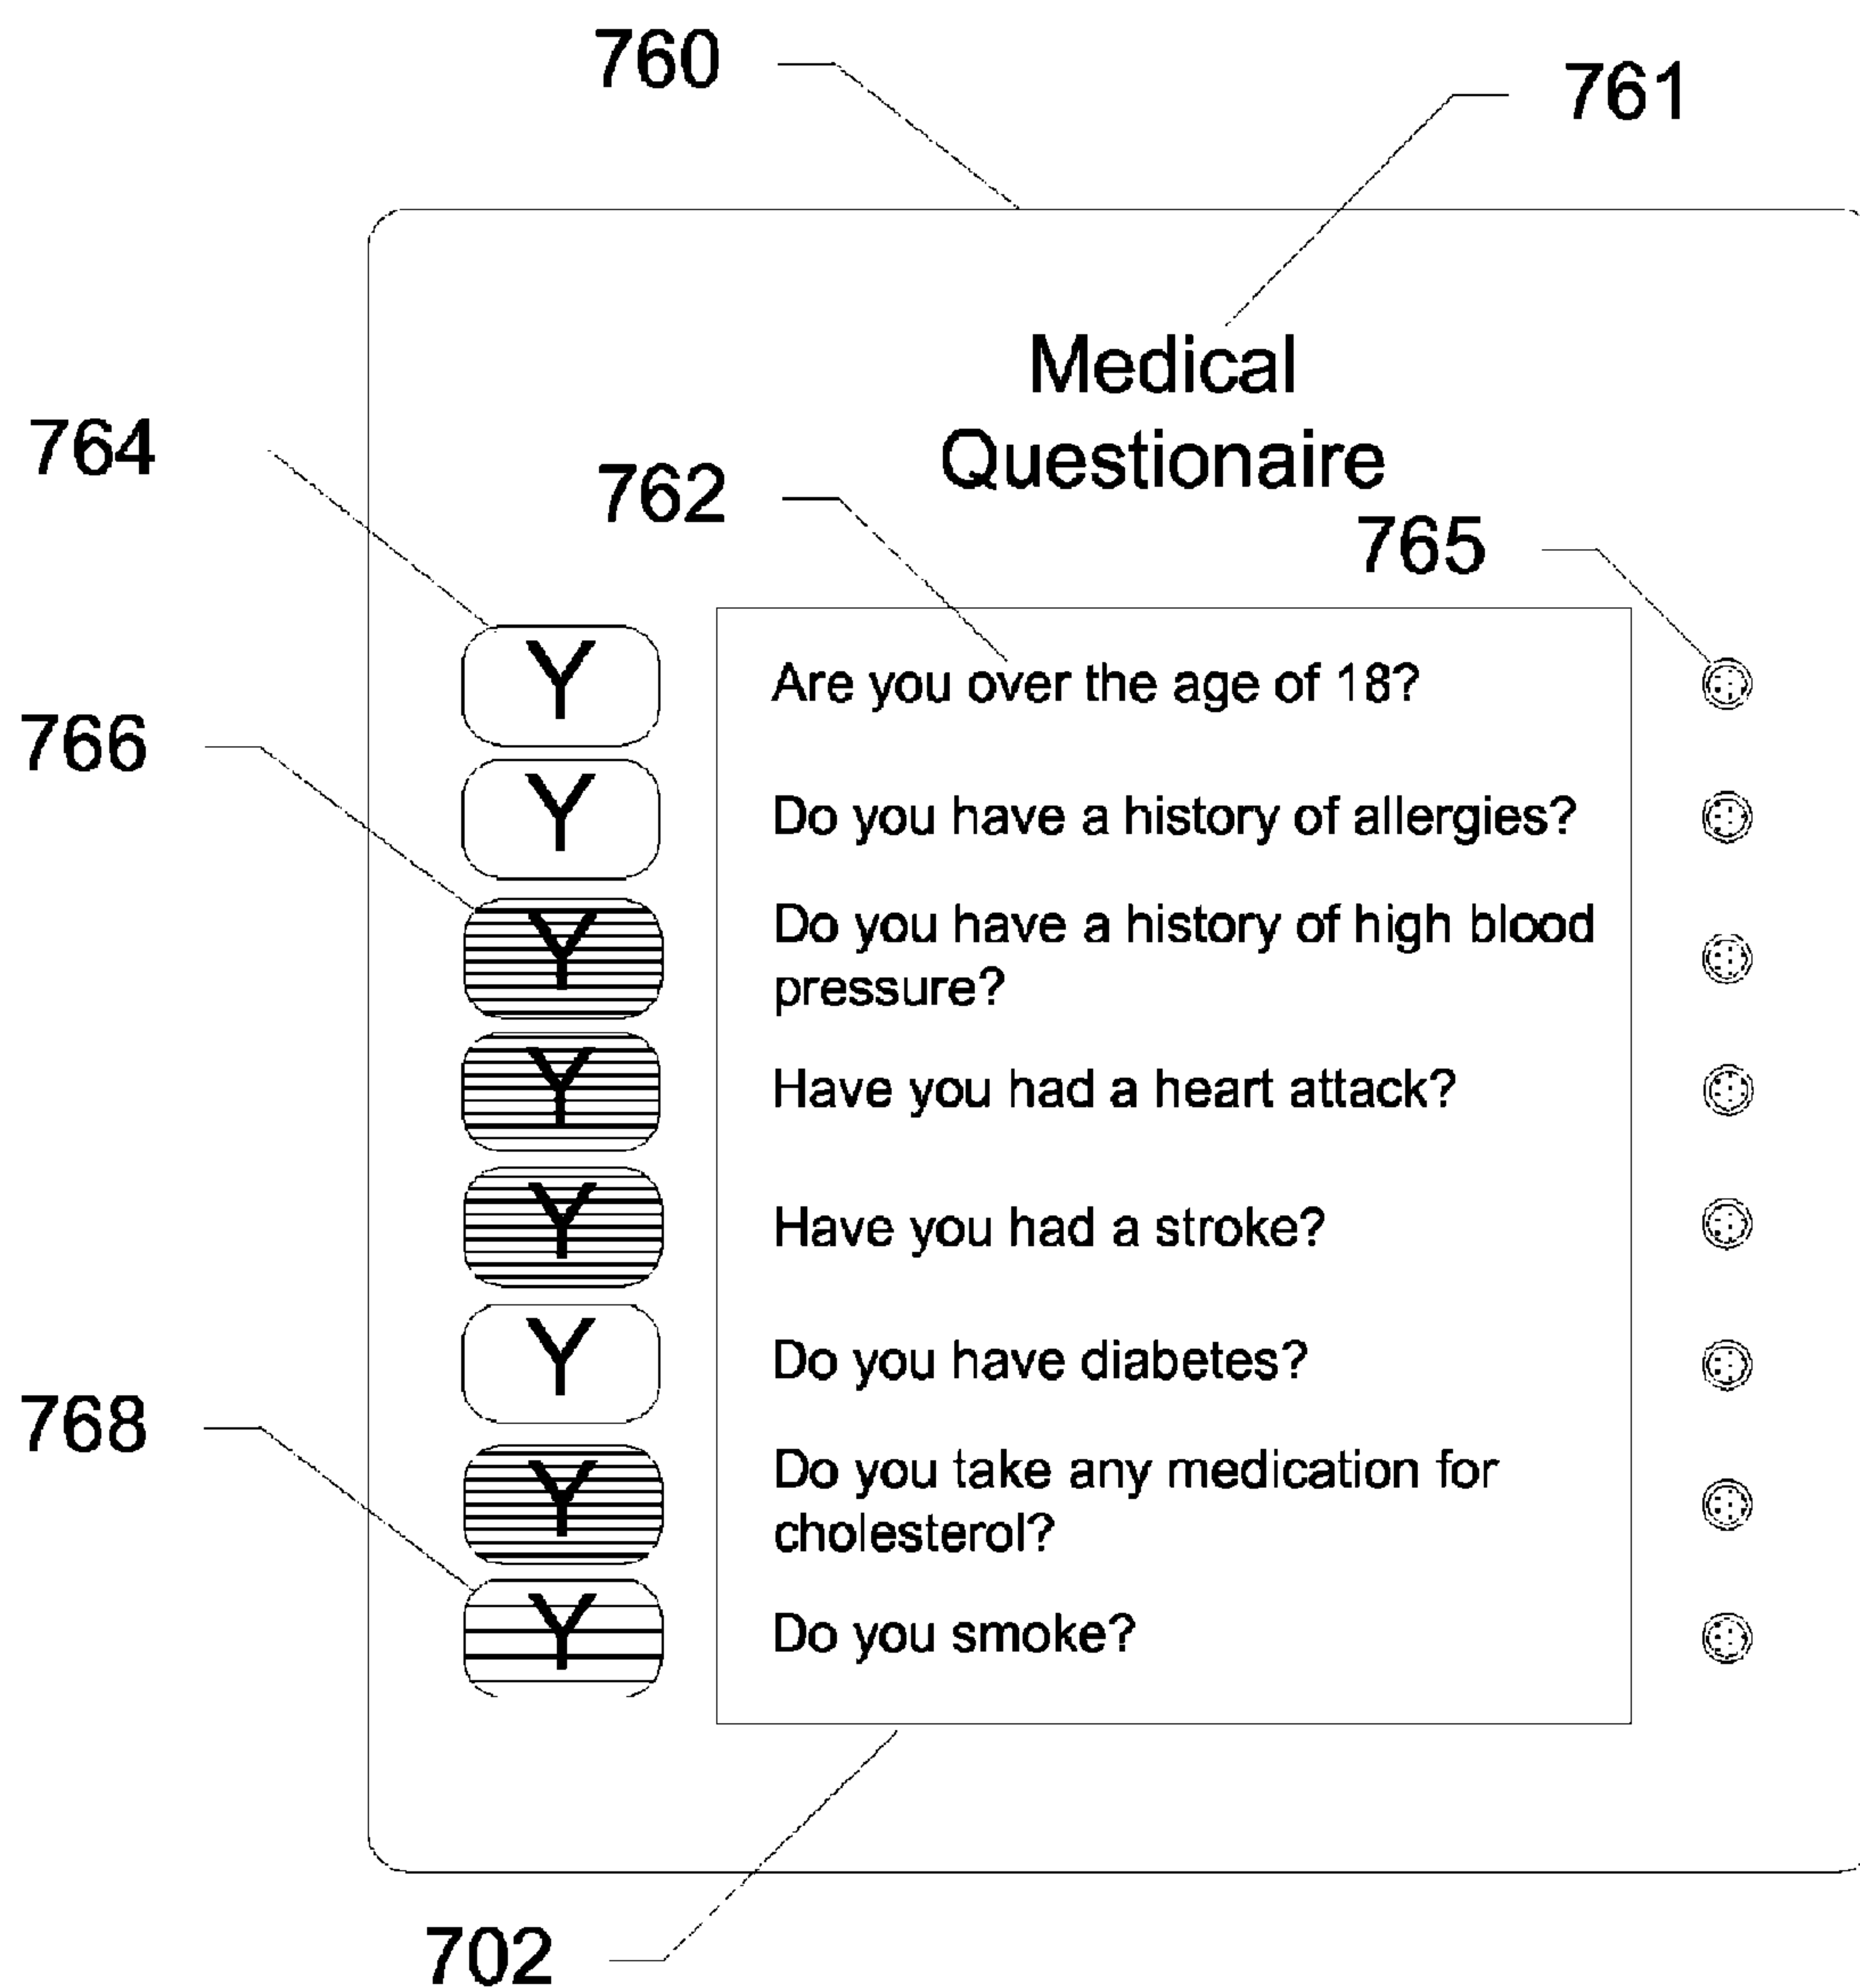 760
761
Medical
Questionaire
764
762
765
Y Are you over the age of 18?
766
Y Do you have a history of allergies?
Y Do you have a history of high blood
pressure?
Y Have you had a heart attack?
Y Have you had a stroke?
Y Do you have diabetes?
768
Y Do you take any medication for
cholesterol?
Y Do you smoke?
702